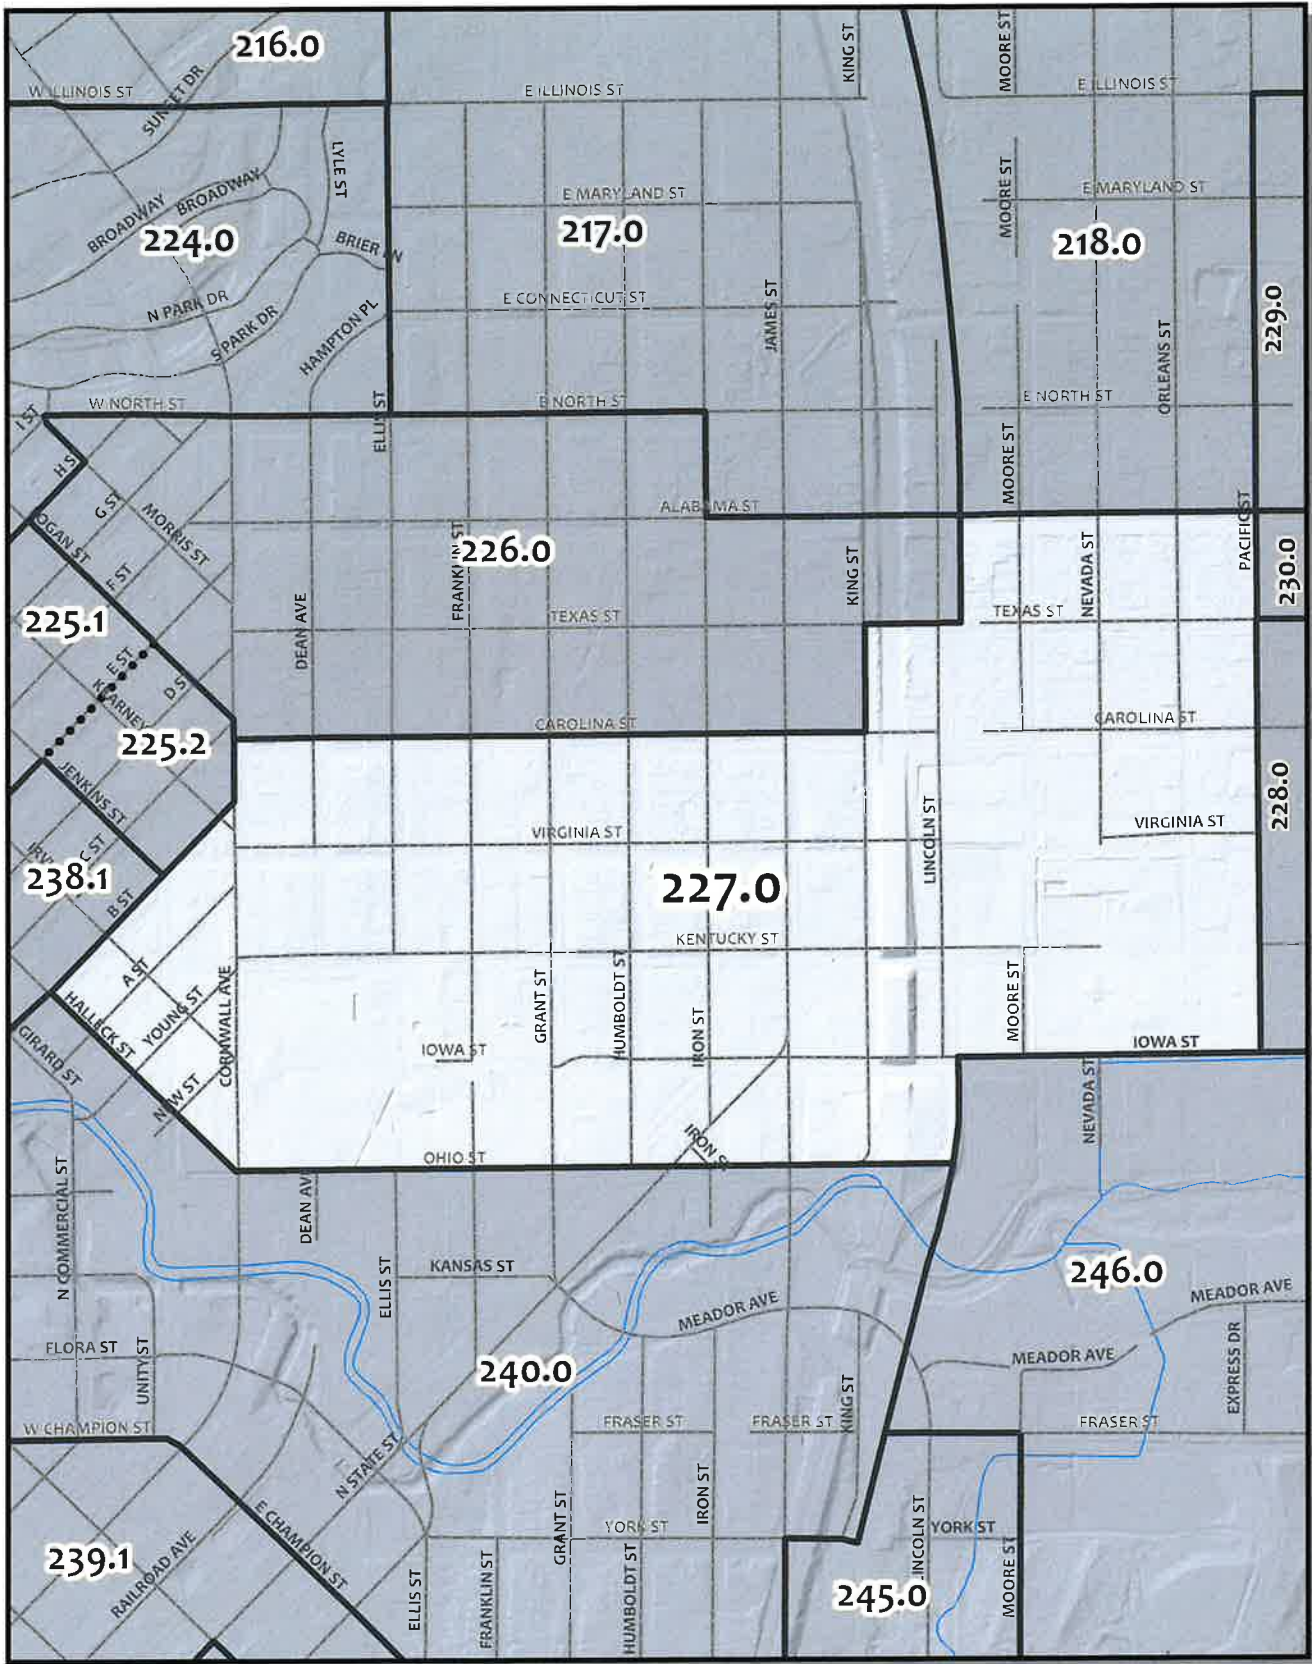 216.0
KING ST
MOORE ST
W ILLINOIS ST
SUNSET DR
E ILLINOIS ST
E ILLINOIS ST
LYLE ST
BROADWAY
BROADWAY
224.0
BRIER LN
E MARYLAND ST
217.0
MOORE ST
E MARYLAND ST
218.0
N PARK DR
S PARK DR
HAMPTON PL
E CONNECTICUT ST
JAMES ST
ORLEANS ST
229.0
W NORTH ST
ELLIS ST
E NORTH ST
E NORTH ST
I ST
H S
G ST
MORRIS ST
ALABAMA ST
MOORE ST
PACIFIC ST
OGAN ST
F ST
FRANKLIN ST
226.0
KING ST
NEVADA ST
230.0
225.1
DEAN AVE
TEXAS ST
TEXAS ST
E ST
D S
KEARNEY
225.2
CAROLINA ST
CAROLINA ST
JENKINS ST
228.0
C ST
VIRGINIA ST
LINCOLN ST
VIRGINIA ST
IRV
238.1
B ST
227.0
KENTUCKY ST
A ST
HALLECK ST
YOUNG ST
CORNWALL AVE
GRANT ST
HUMBOLDT ST
IRON ST
MOORE ST
GIRARD ST
IOWA ST
IOWA ST
NEW ST
NEVADA ST
IRON S
OHIO ST
N COMMERCIAL ST
DEAN AV
ELLIS ST
KANSAS ST
246.0
MEADOR AVE
MEADOR AVE
FLORA ST
UNITY ST
240.0
MEADOR AVE
EXPRESS DR
W CHAMPION ST
FRASER ST
FRASER ST
KING ST
FRASER ST
N STATE ST
IRON ST
GRANT ST
YORK ST
LINCOLN ST
YORK ST
239.1
RAILROAD AVE
E CHAMPION ST
ELLIS ST
FRANKLIN ST
HUMBOLDT ST
245.0
MOORE ST